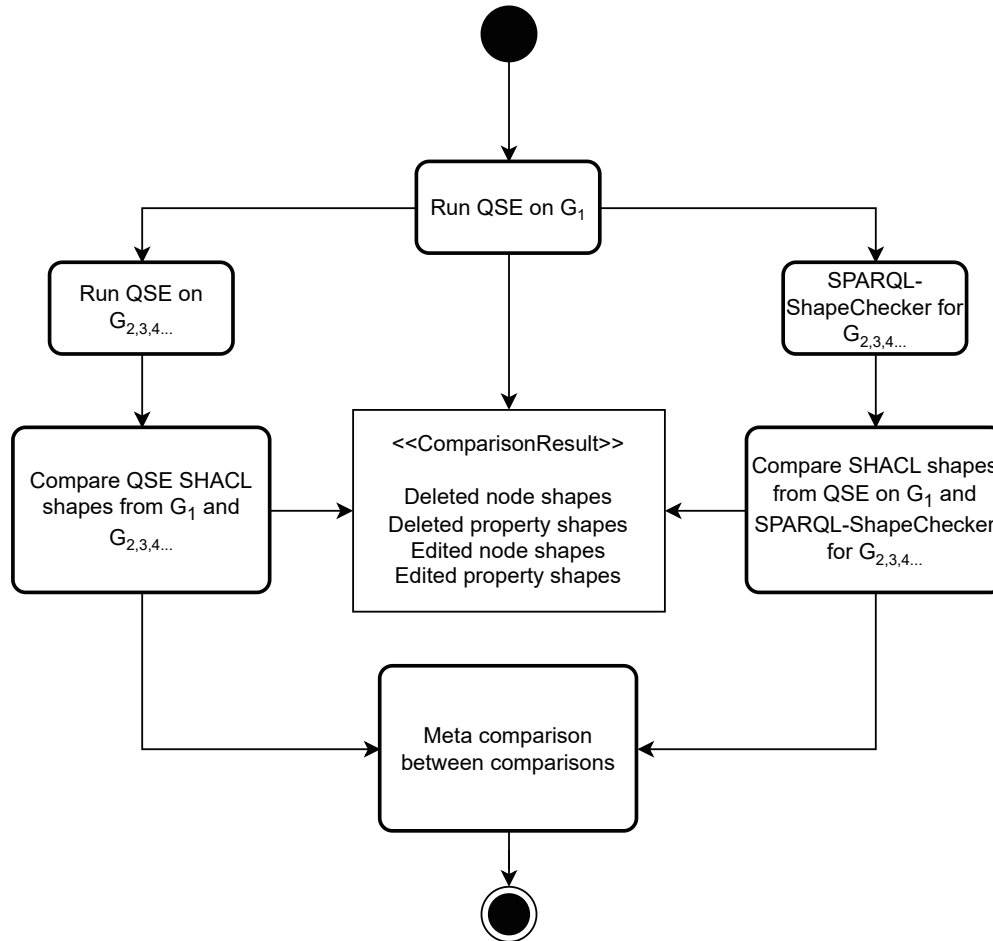 Run QSE on G₁
Run QSE on
G₂,₃,₄...
SPARQL-
ShapeChecker for
G₂,₃,₄...
Compare QSE SHACL
shapes from G₁ and
G₂,₃,₄...
<<ComparisonResult>>
Deleted node shapes
Deleted property shapes
Edited node shapes
Edited property shapes
Compare SHACL shapes
from QSE on G₁ and
SPARQL-ShapeChecker
for G₂,₃,₄...
Meta comparison
between comparisons